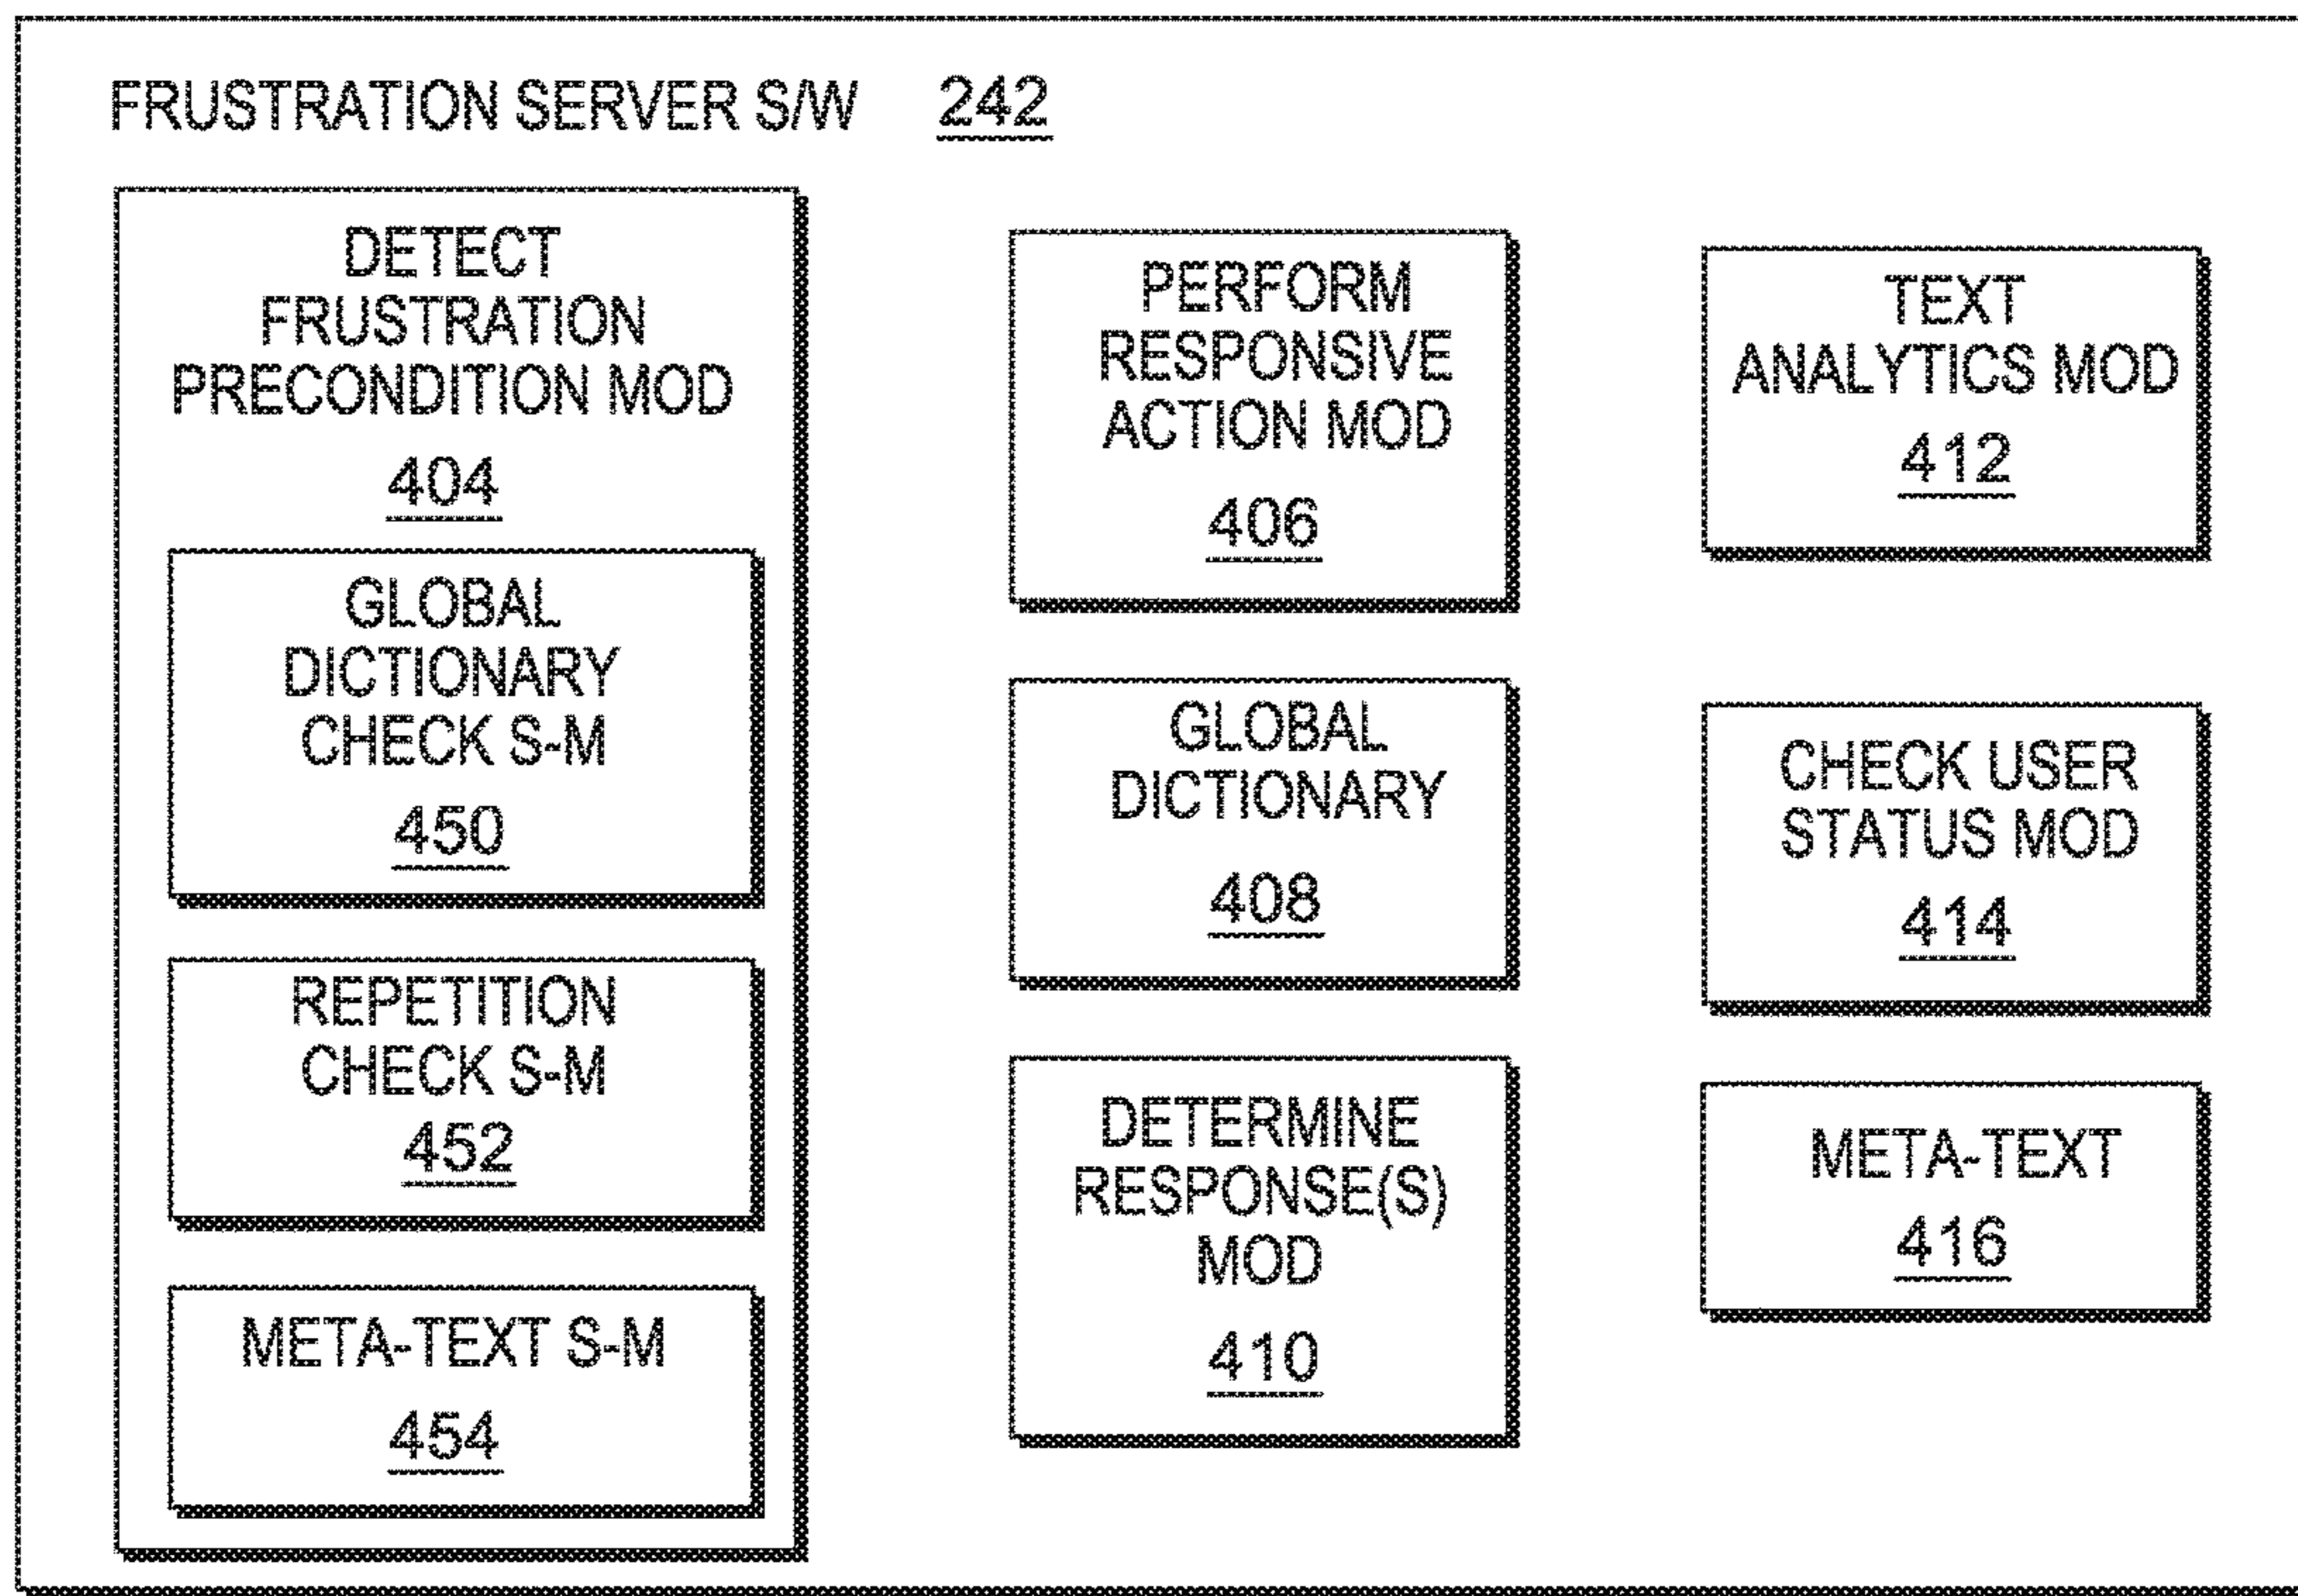 FRUSTRATION SERVER S/W 242
DETECT
FRUSTRATION
PRECONDITION MOD
404
GLOBAL
DICTIONARY
CHECK S-M
450
REPETITION
CHECK S-M
452
META-TEXT S-M
454
PERFORM
RESPONSIVE
ACTION MOD
406
GLOBAL
DICTIONARY
408
DETERMINE
RESPONSE(S)
MOD
410
TEXT
ANALYTICS MOD
412
CHECK USER
STATUS MOD
414
META-TEXT
416